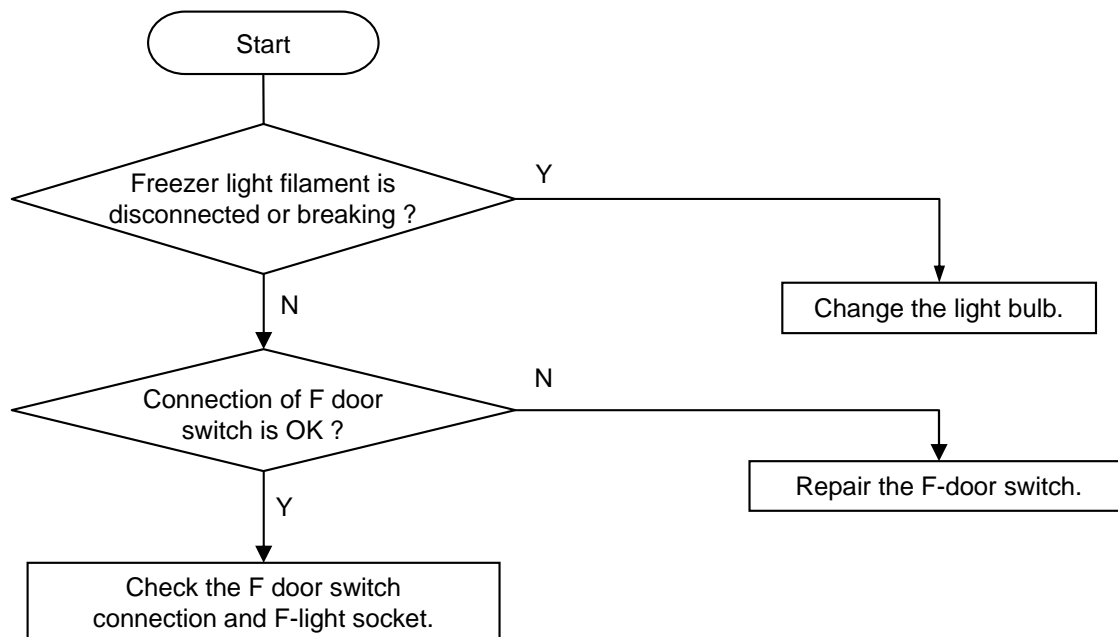 Start
Freezer light filament is
disconnected or breaking ?
Y
Change the light bulb.
N
Connection of F door
switch is OK ?
N
Repair the F-door switch.
Y
Check the F door switch
connection and F-light socket.